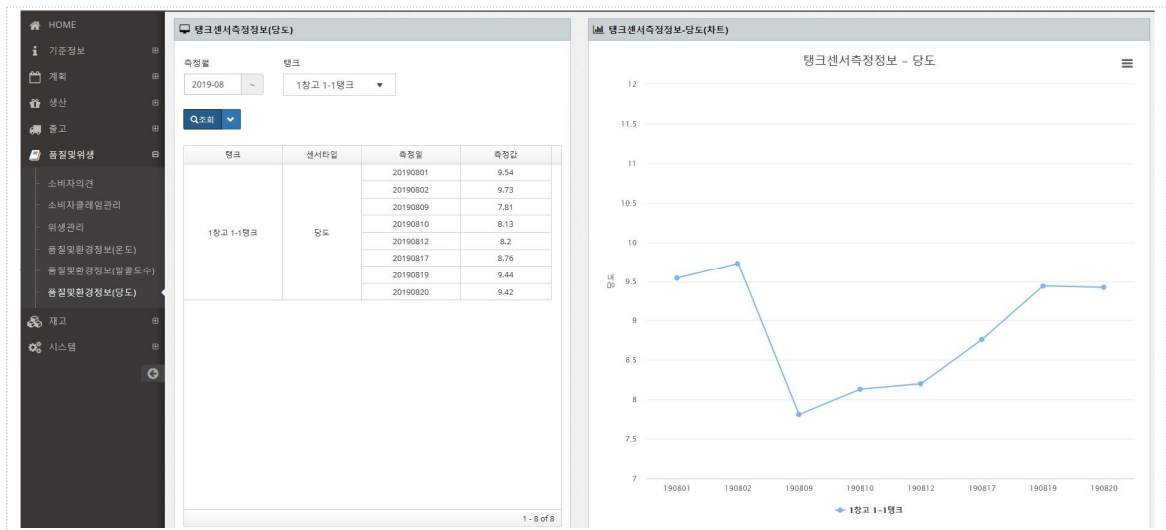 HOME
기준정보
계획
생산
출고
품질및위생
소비자의견
소비자클레임관리
위생관리
품질및환경정보(온도)
품질및환경정보(알콜도수)
품질및환경정보(당도)
재고
시스템
탱크센서측정정보(당도)
측정월 탱크
2019-08 ~ 1창고 1-1탱크
조회
탱크 센서타입 측정일 측정값
20190801 9.54
20190802 9.73
20190809 7.81
1창고 1-1탱크 당도 20190810 8.13
20190812 8.2
20190817 8.76
20190819 9.44
20190820 9.42
1 - 8 of 8
탱크센서측정정보-당도(차트)
탱크센서측정정보 – 당도
12
11.5
11
10.5
10
9.5
9
8.5
8
7.5
7
당도
190801 190802 190809 190810 190812 190817 190819 190820
1창고 1-1탱크